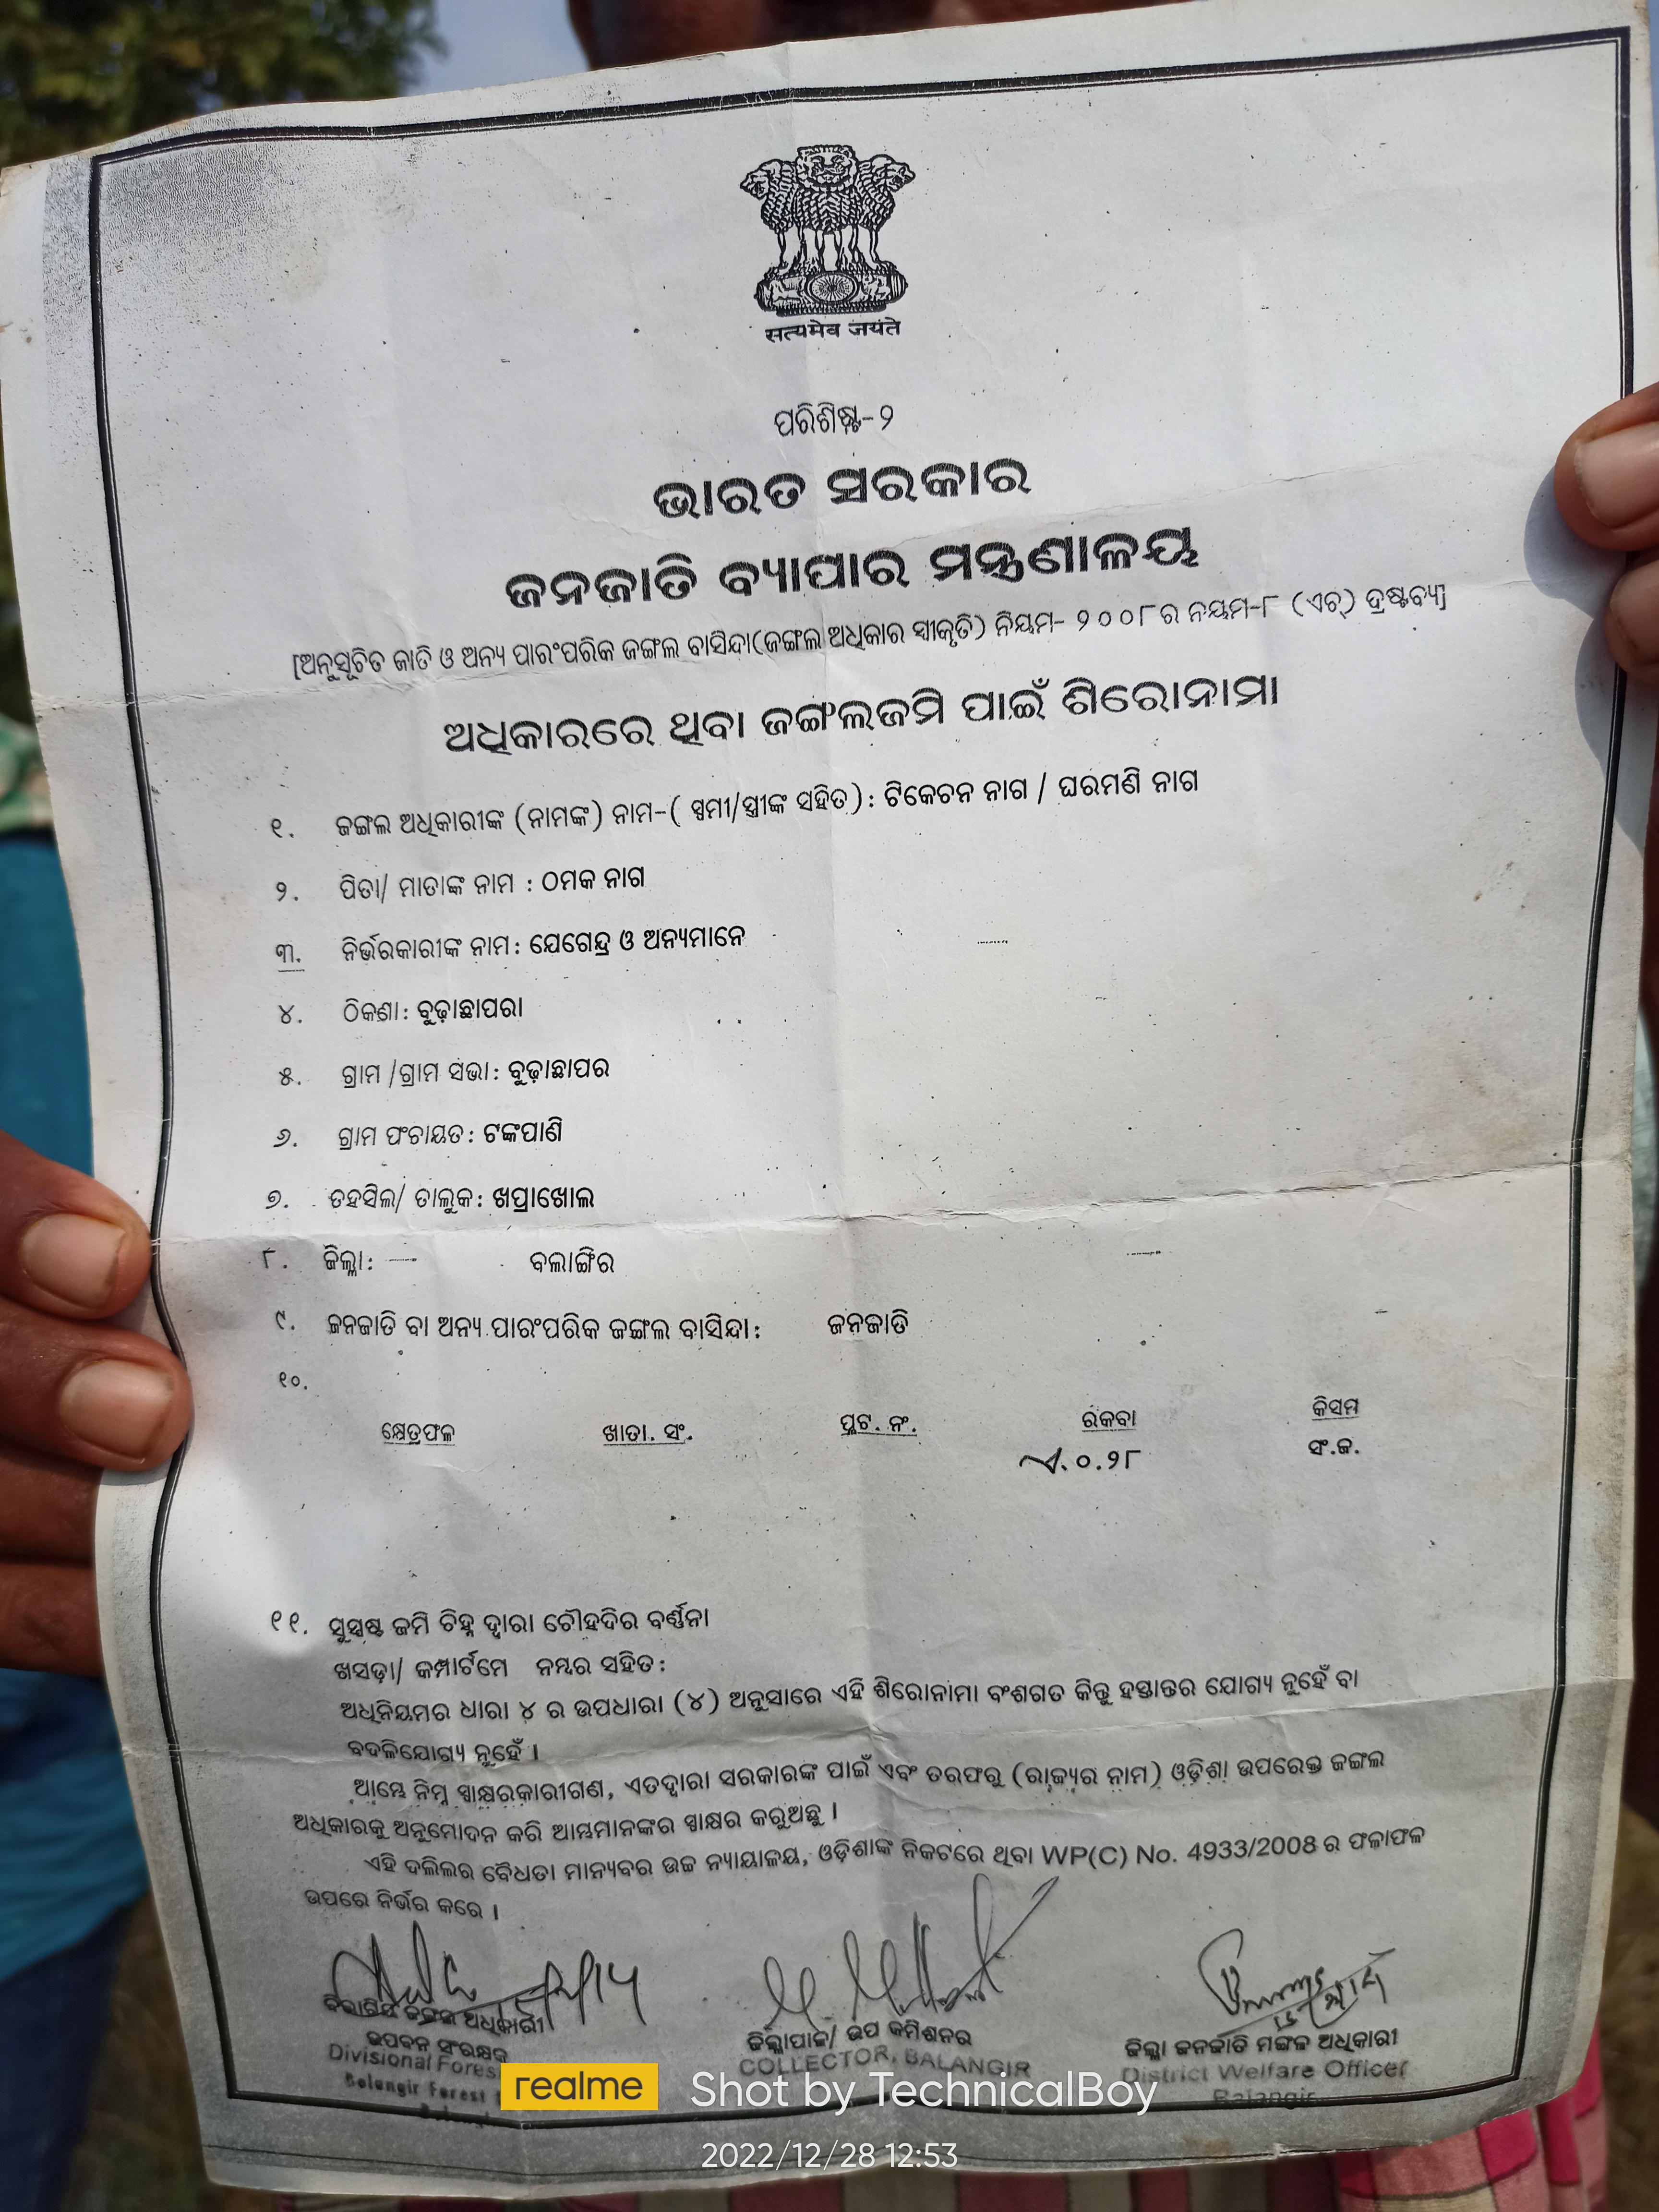 सत्यमेव जयते
ପରିଶିଷ୍ଟ-୨
ଭାରତ ସରକାର
ଜନଜାତି ବ୍ୟାପାର ମନ୍ତ୍ରଣାଳୟ
[ଅନୁସୂଚିତ ଜାତି ଓ ଅନ୍ୟ ପାରଂପରିକ ଜଙ୍ଗଲ ବାସିନ୍ଦା(ଜଙ୍ଗଲ ଅଧିକାର ସ୍ୱୀକୃତି) ନିୟମ- ୨୦୦୮ର ନୟମ-୮ (ଏଚ୍) ଦ୍ରଷ୍ଟବ୍ୟ]
ଅଧିକାରରେ ଥିବା ଜଙ୍ଗଲଜମି ପାଇଁ ଶିରୋନାମା
୧. ଜଙ୍ଗଲ ଅଧିକାରୀଙ୍କ (ନାମଙ୍କ) ନାମ-( ସ୍ୱମୀ/ସ୍ତ୍ରୀଙ୍କ ସହିତ): ଟିକେଚନ ନାଗ / ଘରମଣି ନାଗ
୨. ପିତା/ ମାତାଙ୍କ ନାମ : ଠମକ ନାଗ
୩. ନିର୍ଭରକାରୀଙ୍କ ନାମ: ଯେଗେନ୍ଦ୍ର ଓ ଅନ୍ୟମାନେ
୪. ଠିକଣା: ବୁଢ଼ାଛାପରା
୫. ଗ୍ରାମ /ଗ୍ରାମ ସଭା: ବୁଢ଼ାଛାପର
୬. ଗ୍ରାମ ପଂଚାୟତ: ଟଙ୍କପାଣି
୭. ତହସିଲ/ ତାଲୁକ: ଖପ୍ରାଖୋଲ
୮. ଜିଲ୍ଲା: ବଲାଙ୍ଗିର
୯. ଜନଜାତି ବା ଅନ୍ୟ ପାରଂପରିକ ଜଙ୍ଗଲ ବାସିନ୍ଦା: ଜନଜାତି
୧୦.
କ୍ଷେତ୍ରଫଳ ଖାତା. ସଂ. ପ୍ଲଟ. ନଂ. ରକବା କିସମ
ଏ.୦.୨୮ ସଂ.ଜ.
୧୧. ସୁସ୍ପଷ୍ଟ ଜମି ଚିହ୍ନ ଦ୍ୱାରା ଚୌହଦିର ବର୍ଣ୍ଣନା
ଖସଡ଼ା/ କମ୍ପାର୍ଟମେ ନମ୍ବର ସହିତ:
ଅଧିନିୟମର ଧାରା ୪ ର ଉପଧାରା (୪) ଅନୁସାରେ ଏହି ଶିରୋନାମା ବଂଶଗତ କିନ୍ତୁ ହସ୍ତାନ୍ତର ଯୋଗ୍ୟ ନୁହେଁ ବା
ବଦଳିଯୋଗ୍ୟ ନୁହେଁ ।
ଆମ୍ଭେ ନିମ୍ନ ସ୍ୱାକ୍ଷରକାରୀଗଣ, ଏତଦ୍ୱାରା ସରକାରଙ୍କ ପାଇଁ ଏବଂ ତରଫରୁ (ରାଜ୍ୟର ନାମ) ଓଡ଼ିଶା ଉପରେକ୍ତ ଜଙ୍ଗଲ
ଅଧିକାରକୁ ଅନୁମୋଦନ କରି ଆମ୍ଭମାନଙ୍କର ସ୍ୱାକ୍ଷର କରୁଅଛୁ ।
ଏହି ଦଲିଲର ବୈଧତା ମାନ୍ୟବର ଉଚ୍ଚ ନ୍ୟାୟାଳୟ, ଓଡ଼ିଶାଙ୍କ ନିକଟରେ ଥିବା WP(C) No. 4933/2008 ର ଫଳାଫଳ
ଉପରେ ନିର୍ଭର କରେ ।
ବିଭାଗିୟ ଜଙ୍ଗଲ ଅଧିକାରୀ ଜିଲ୍ଲାପାଳ/ ଉପ କମିଶନର ଜିଲ୍ଲା ଜନଜାତି ମଙ୍ଗଳ ଅଧିକାରୀ
ଉପବନ ସଂରକ୍ଷକ COLLECTOR, BALANGIR District Welfare Officer
Divisional Fores Balangir
Balangir Forest
realme Shot by TechnicalBoy
2022/12/28 12:53